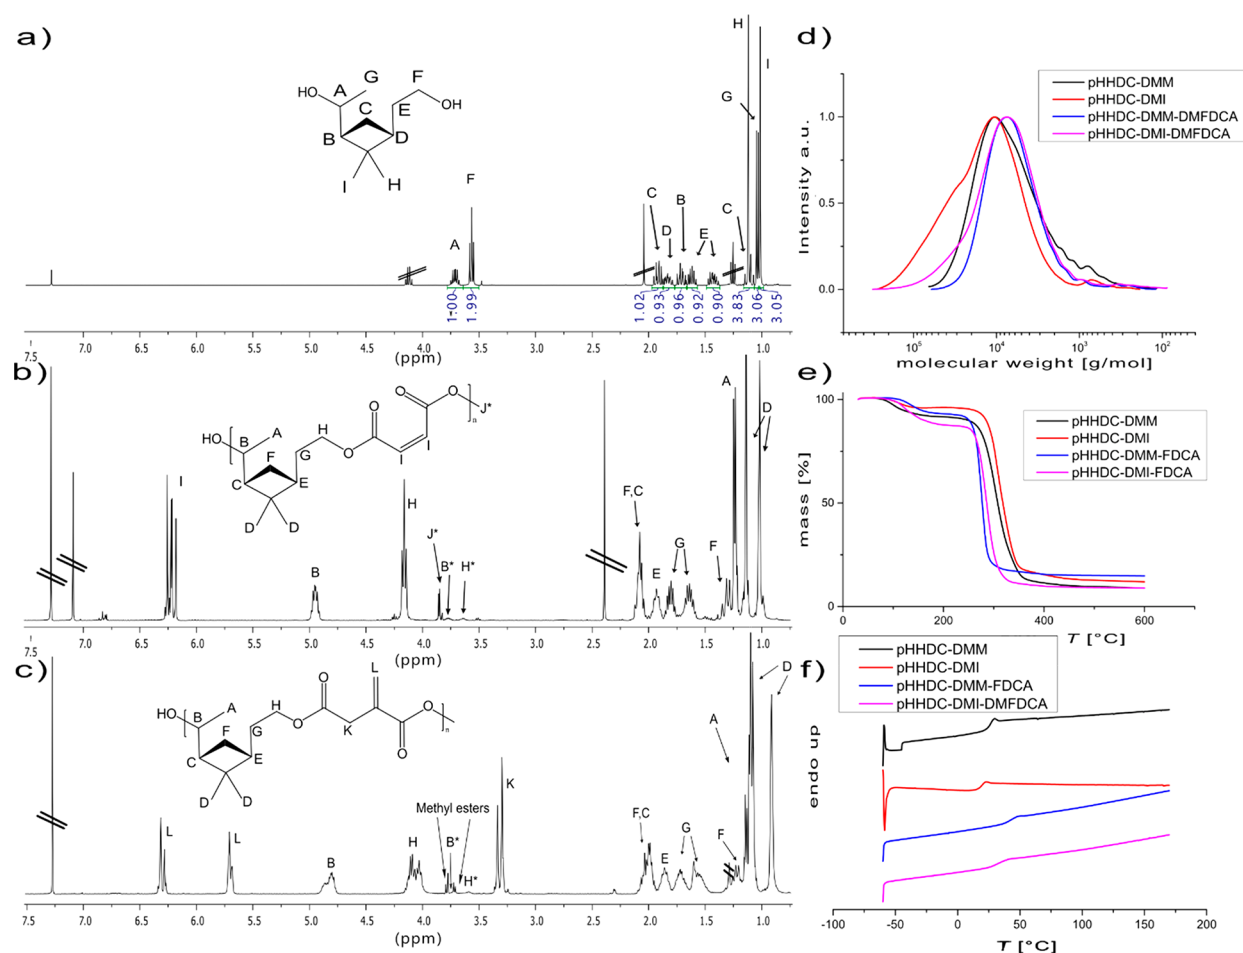 a)
HO
A
G
F
C
E
OH
B
D
I
H
A
F
C
D
B
E
C
G
H
I
1.00
1.99
1.02
0.93
0.96
0.92
0.90
3.83
3.06
3.05
7.5
7.0
6.5
6.0
5.5
5.0
4.5
4.0
3.5
3.0
2.5
2.0
1.5
1.0
(ppm)
b)
HO
B
A
F
C
E
G
H
D
D
O
O
I
I
O
O
n
J*
I
B
H
J*
B*
H*
F,C
E
G
F
A
D
7.5
7.0
6.5
6.0
5.5
5.0
4.5
4.0
3.5
3.0
2.5
2.0
1.5
1.0
(ppm)
c)
HO
B
A
F
C
E
G
H
D
D
O
O
K
L
O
O
n
L
L
B
H
Methyl esters
B*
H*
K
F,C
E
G
F
A
D
7.5
7.0
6.5
6.0
5.5
5.0
4.5
4.0
3.5
3.0
2.5
2.0
1.5
1.0
(ppm)
d)
pHHDC-DMM
pHHDC-DMI
pHHDC-DMM-DMFDCA
pHHDC-DMI-DMFDCA
Intensity a.u.
1.0
0.5
0.0
10⁵
10⁴
10³
10²
molecular weight [g/mol]
e)
pHHDC-DMM
pHHDC-DMI
pHHDC-DMM-FDCA
pHHDC-DMI-FDCA
mass [%]
100
50
0
0
200
400
600
T [°C]
f)
pHHDC-DMM
pHHDC-DMI
pHHDC-DMM-FDCA
pHHDC-DMI-DMFDCA
endo up
-100
-50
0
50
100
150
200
T [°C]